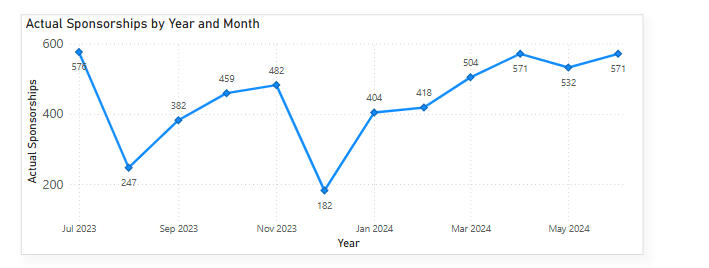 Actual Sponsorships by Year and Month
600
400
200
Actual Sponsorships
576
247
382
459
482
182
404
418
504
571
532
571
Jul 2023
Sep 2023
Nov 2023
Jan 2024
Mar 2024
May 2024
Year